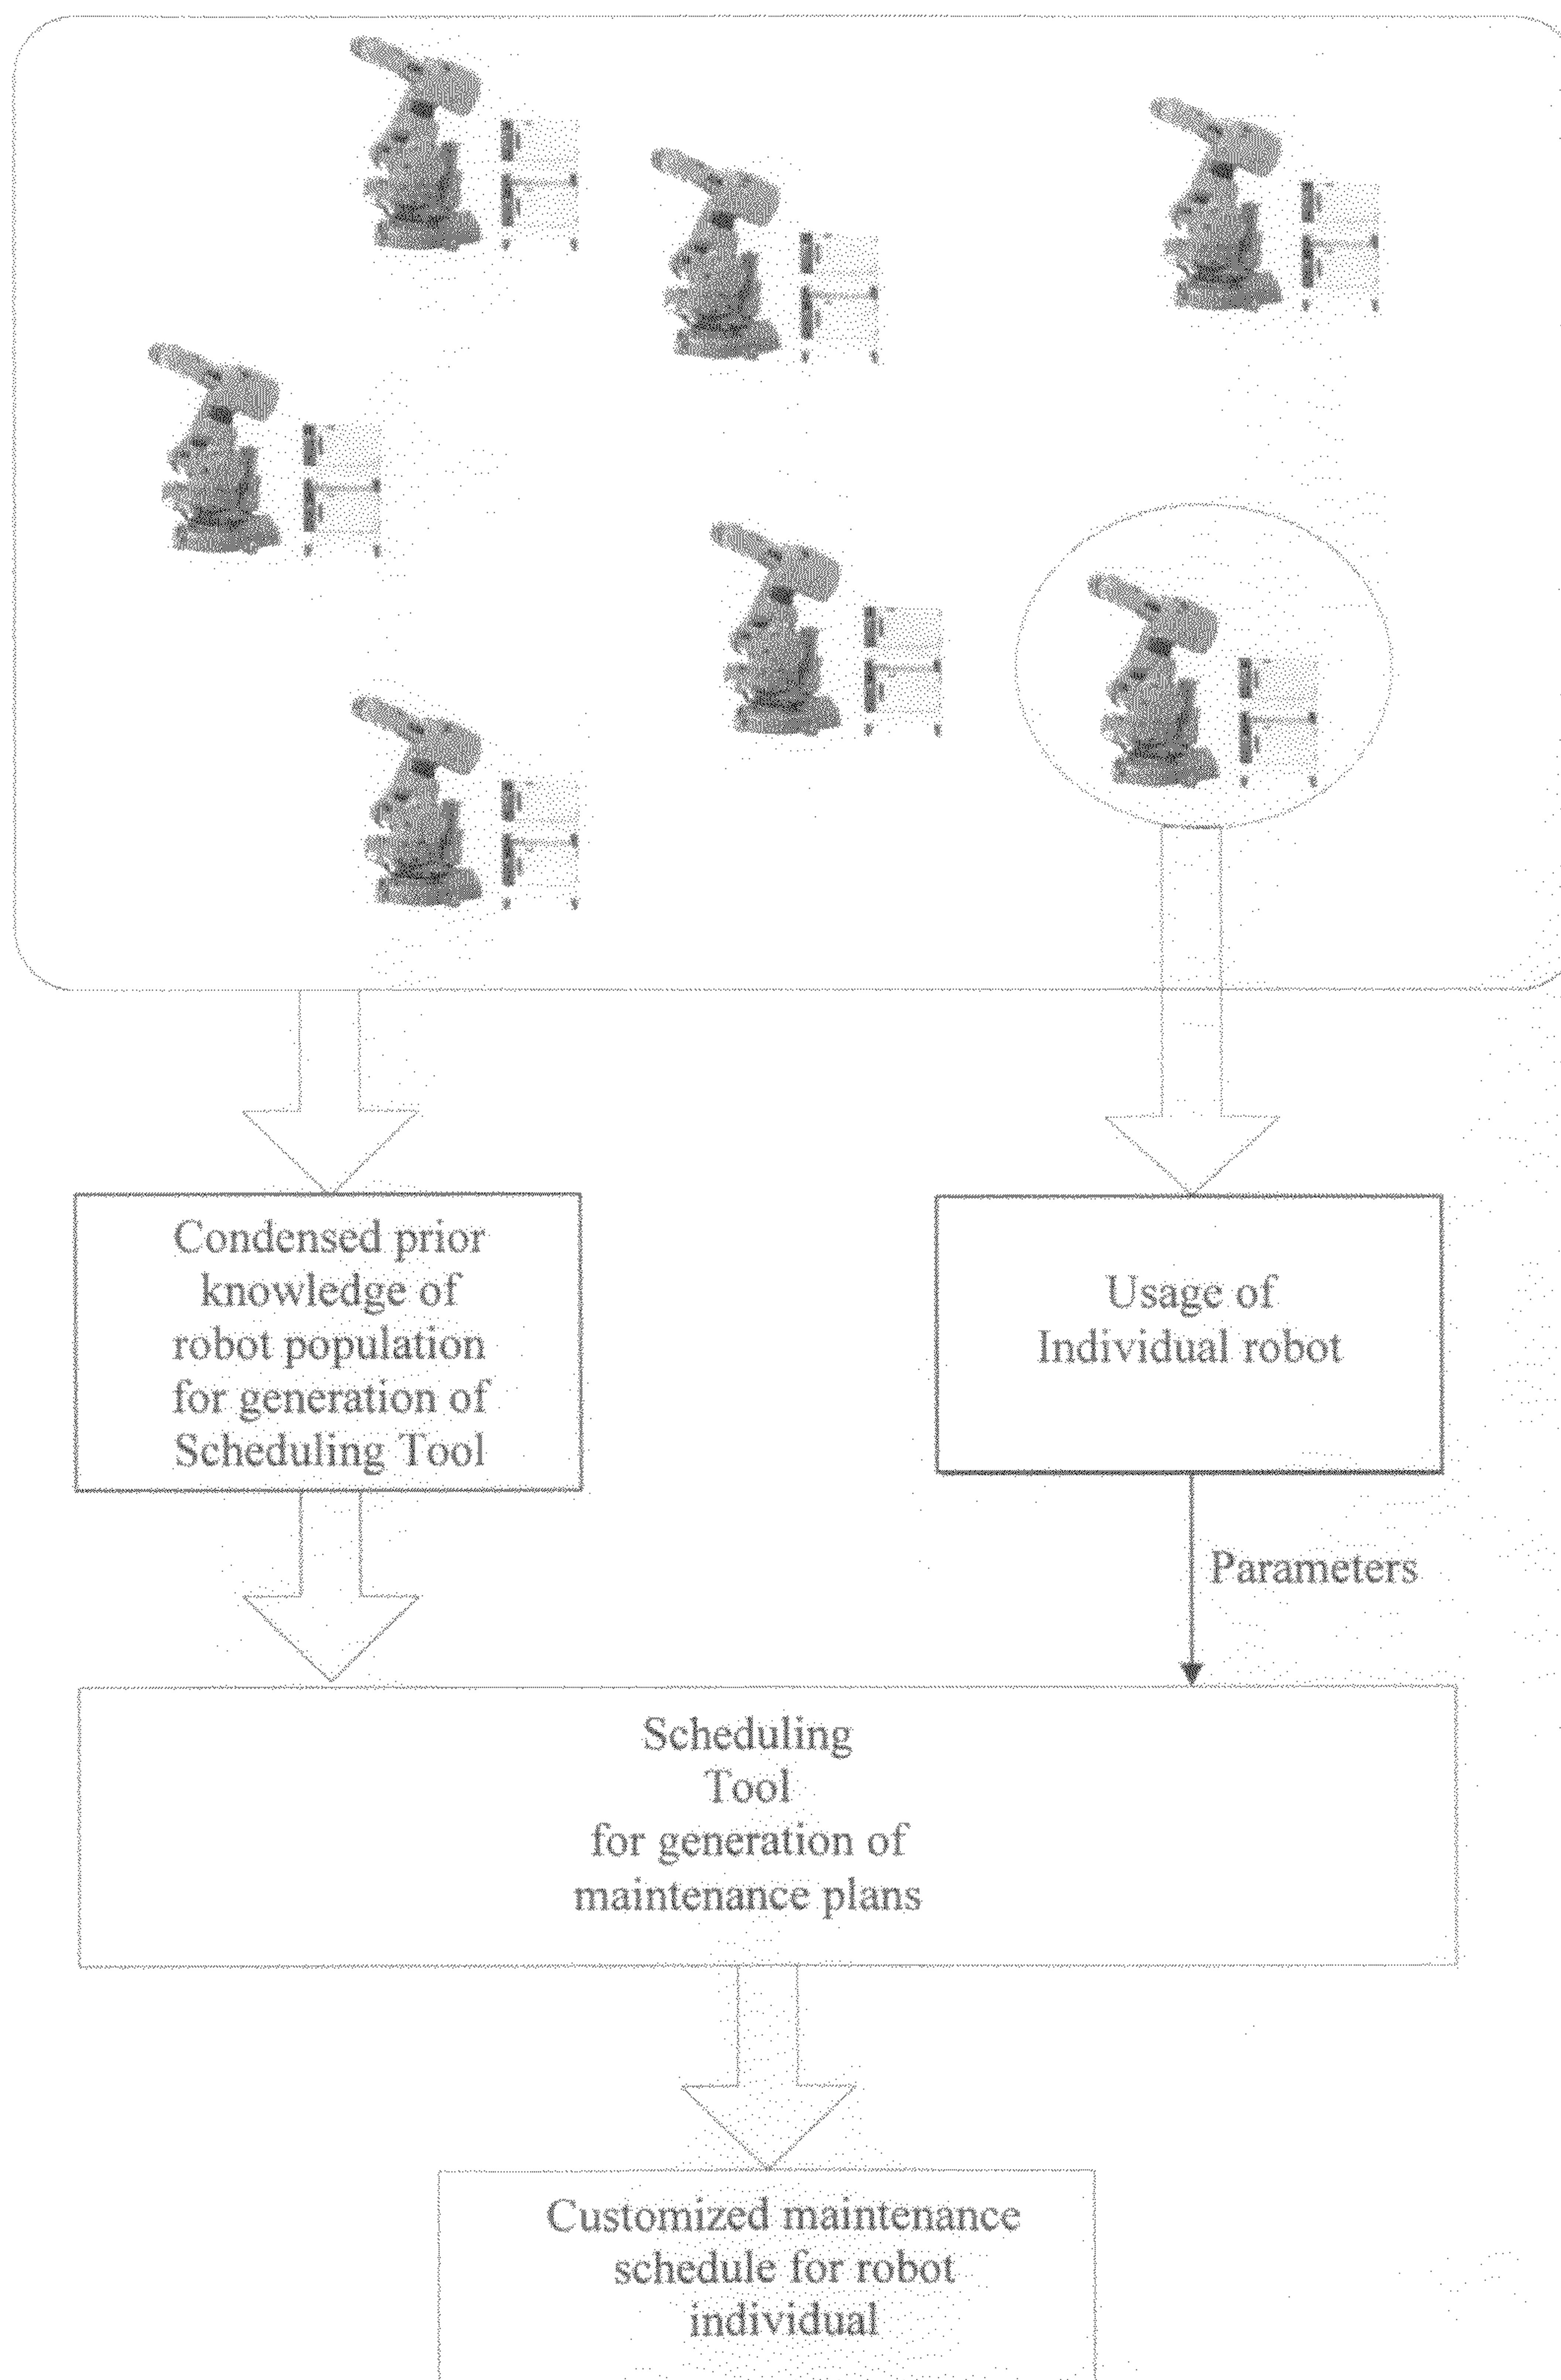 Condensed prior
knowledge of
robot population
for generation of
Scheduling Tool
Usage of
Individual robot
Parameters
Scheduling
Tool
for generation of
maintenance plans
Customized maintenance
schedule for robot
individual